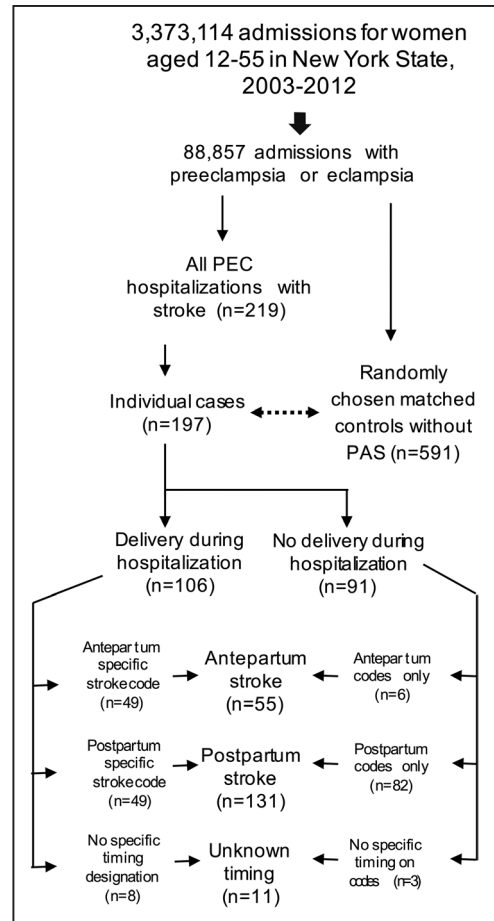 3,373,114 admissions for women
aged 12-55 in New York State,
2003-2012
88,857 admissions with
preeclampsia or eclampsia
All PEC
hospitalizations with
stroke (n=219)
Individual cases
(n=197)
Randomly
chosen matched
controls without
PAS (n=591)
Delivery during
hospitalization
(n=106)
No delivery during
hospitalization
(n=91)
Antepartum
specific
stroke code
(n=49)
Antepartum
stroke
(n=55)
Antepartum
codes only
(n=6)
Postpartum
specific
stroke code
(n=49)
Postpartum
stroke
(n=131)
Postpartum
codes only
(n=82)
No specific
timing
designation
(n=8)
Unknown
timing
(n=11)
No specific
timing on
codes (n=3)